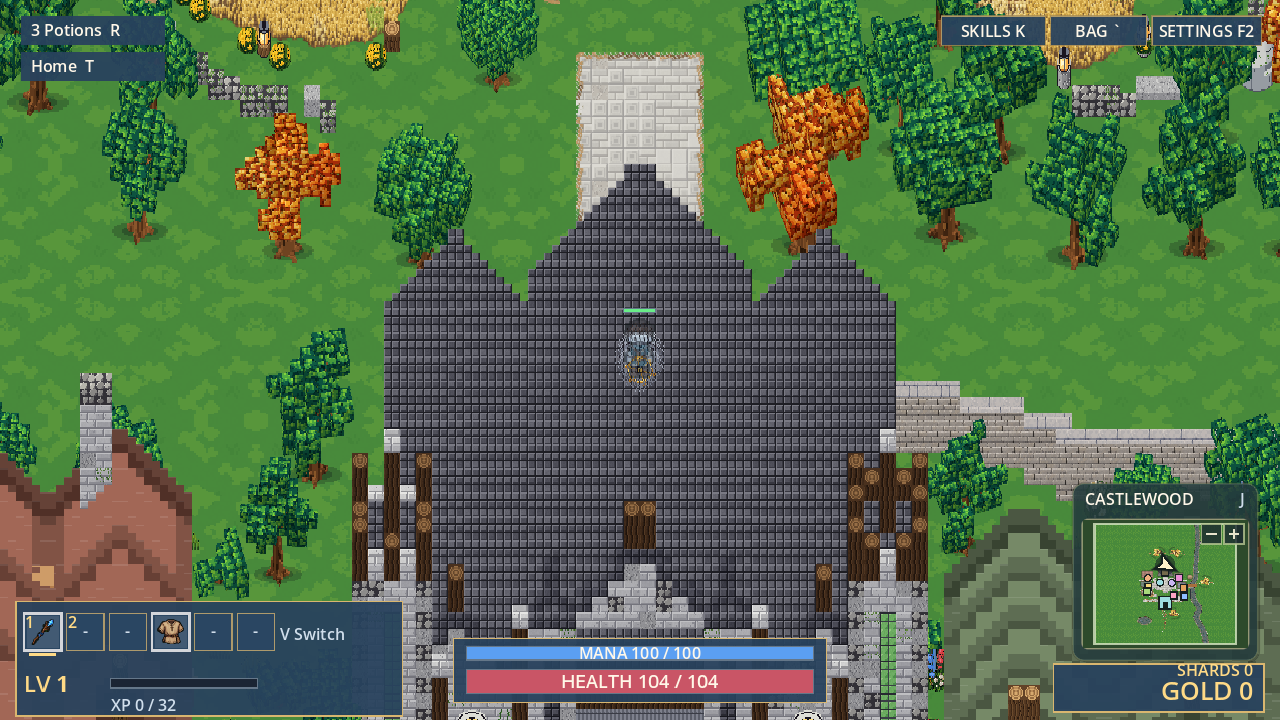 3 Potions R
Home T
SKILLS K
BAG `
SETTINGS F2
CASTLEWOOD J
− +
1
2
- - - -
V Switch
LV 1
XP 0 / 32
MANA 100 / 100
HEALTH 104 / 104
SHARDS 0
GOLD 0